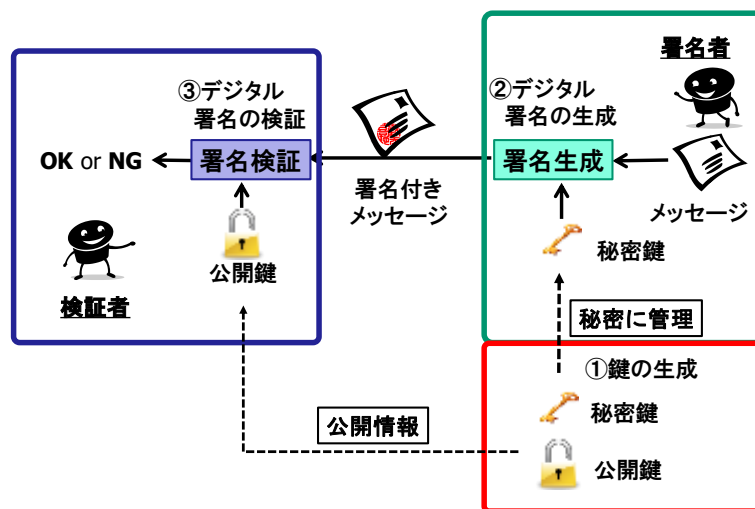 署名者
③デジタル
署名の検証
②デジタル
署名の生成
OK or NG
署名検証
署名生成
署名付き
メッセージ
メッセージ
公開鍵
秘密鍵
検証者
秘密に管理
①鍵の生成
秘密鍵
公開情報
公開鍵